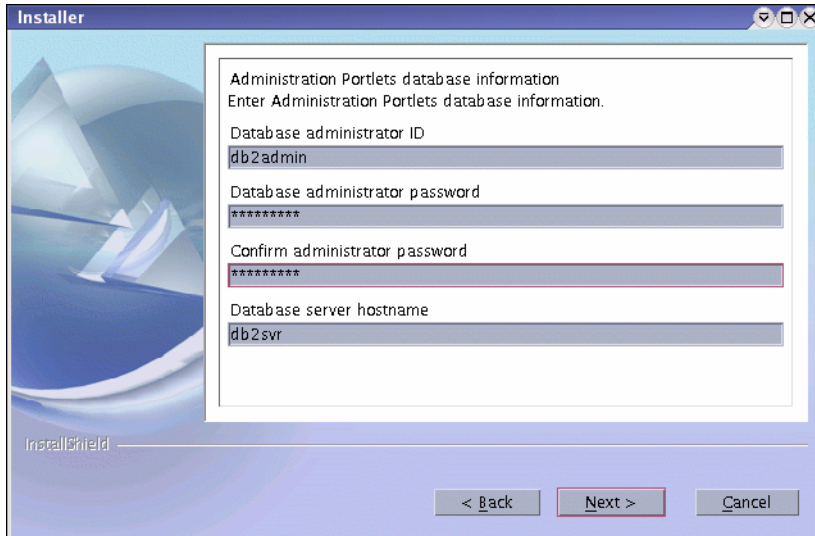 Installer
Administration Portlets database information
Enter Administration Portlets database information.
Database administrator ID
db2admin
Database administrator password
*********
Confirm administrator password
*********
Database server hostname
db2svr
InstallShield
< Back
Next >
Cancel